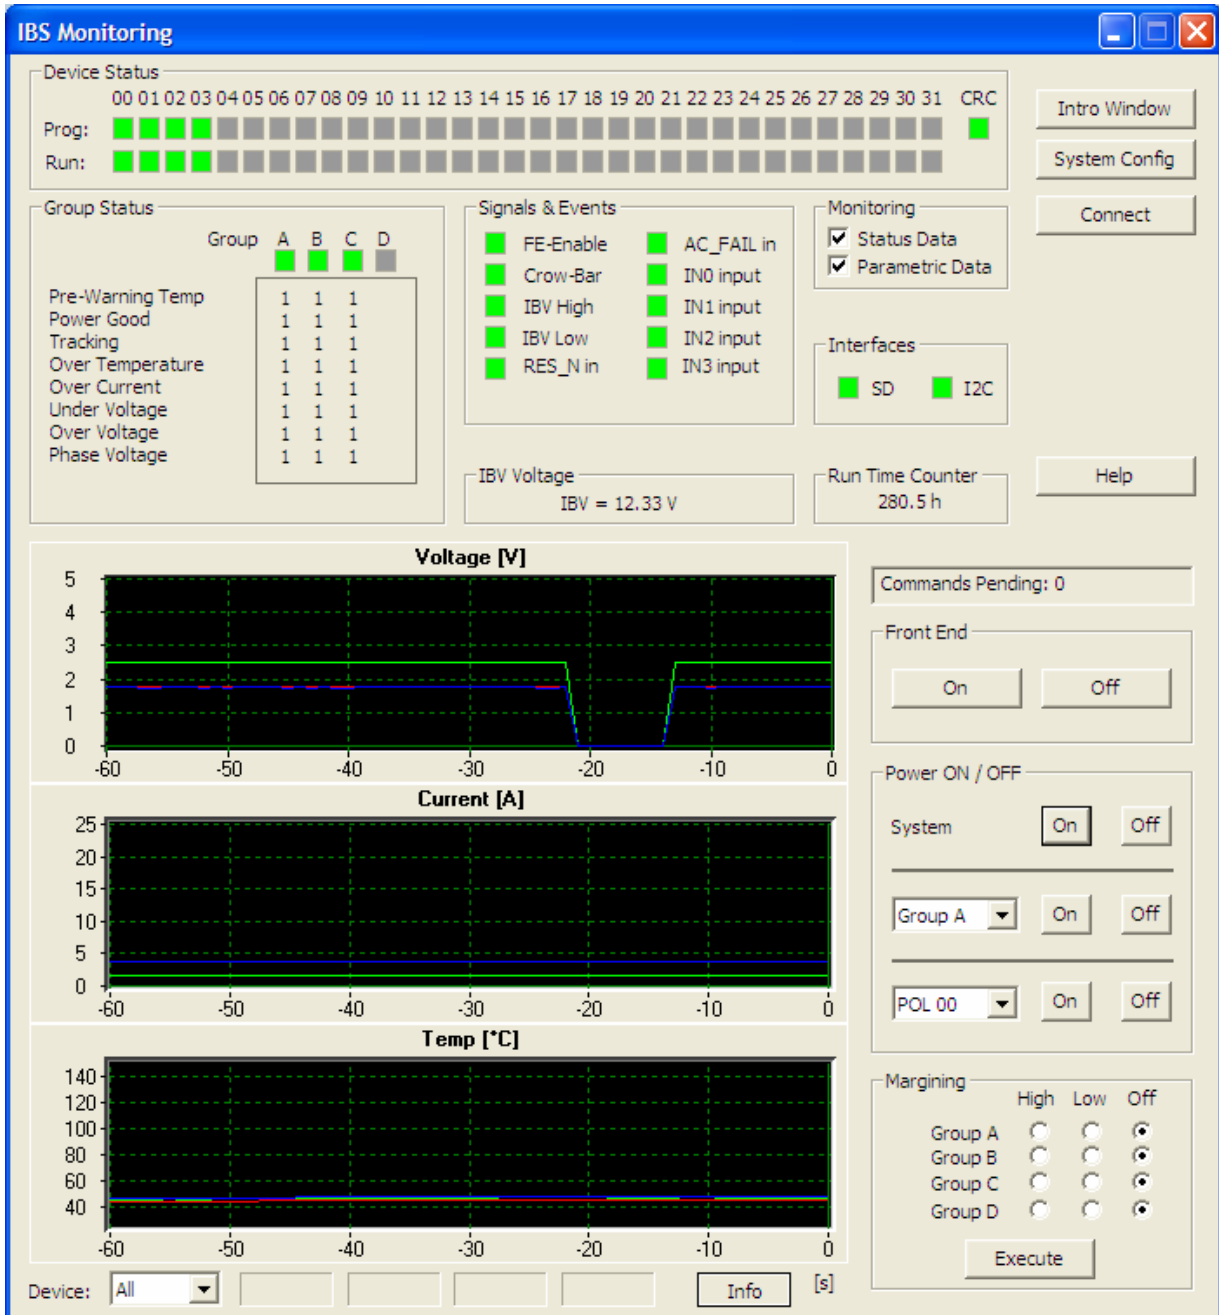 IBS Monitoring
Device Status
00 01 02 03 04 05 06 07 08 09 10 11 12 13 14 15 16 17 18 19 20 21 22 23 24 25 26 27 28 29 30 31 CRC
Prog:
Run:
Intro Window
System Config
Connect
Help
Group Status
Group A B C D
Pre-Warning Temp 1 1 1
Power Good 1 1 1
Tracking 1 1 1
Over Temperature 1 1 1
Over Current 1 1 1
Under Voltage 1 1 1
Over Voltage 1 1 1
Phase Voltage 1 1 1
Signals & Events
FE-Enable AC_FAIL in
Crow-Bar IN0 input
IBV High IN1 input
IBV Low IN2 input
RES_N in IN3 input
Monitoring
Status Data
Parametric Data
Interfaces
SD I2C
IBV Voltage
IBV = 12.33 V
Run Time Counter
280.5 h
Voltage [V]
5
4
3
2
1
0
-60 -50 -40 -30 -20 -10 0
Current [A]
25
20
15
10
5
0
-60 -50 -40 -30 -20 -10 0
Temp [°C]
140
120
100
80
60
40
-60 -50 -40 -30 -20 -10 0
Device: All Info [s]
Commands Pending: 0
Front End
On Off
Power ON / OFF
System On Off
Group A On Off
POL 00 On Off
Margining
High Low Off
Group A
Group B
Group C
Group D
Execute